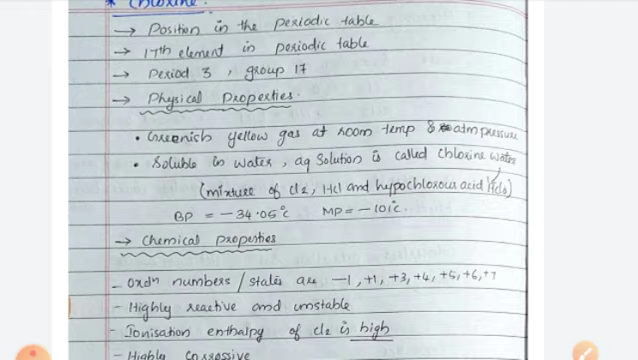 * Chlorine:
→ Position in the periodic table
→ 17th element in periodic table
→ Period 3, group 17
→ Physical Properties.
• Greenish yellow gas at room temp & atm pressure
• Soluble in water, aq solution is called chlorine water
(mixture of cl2, Hcl and hypochlorous acid Hclo)
BP = -34.05°c MP = -101°c.
→ Chemical properties
- Oxdn numbers/states are -1, +1, +3, +4, +5, +6, +7
- Highly reactive and unstable
- Ionisation enthalpy of cl2 is high
- Highly corrossive